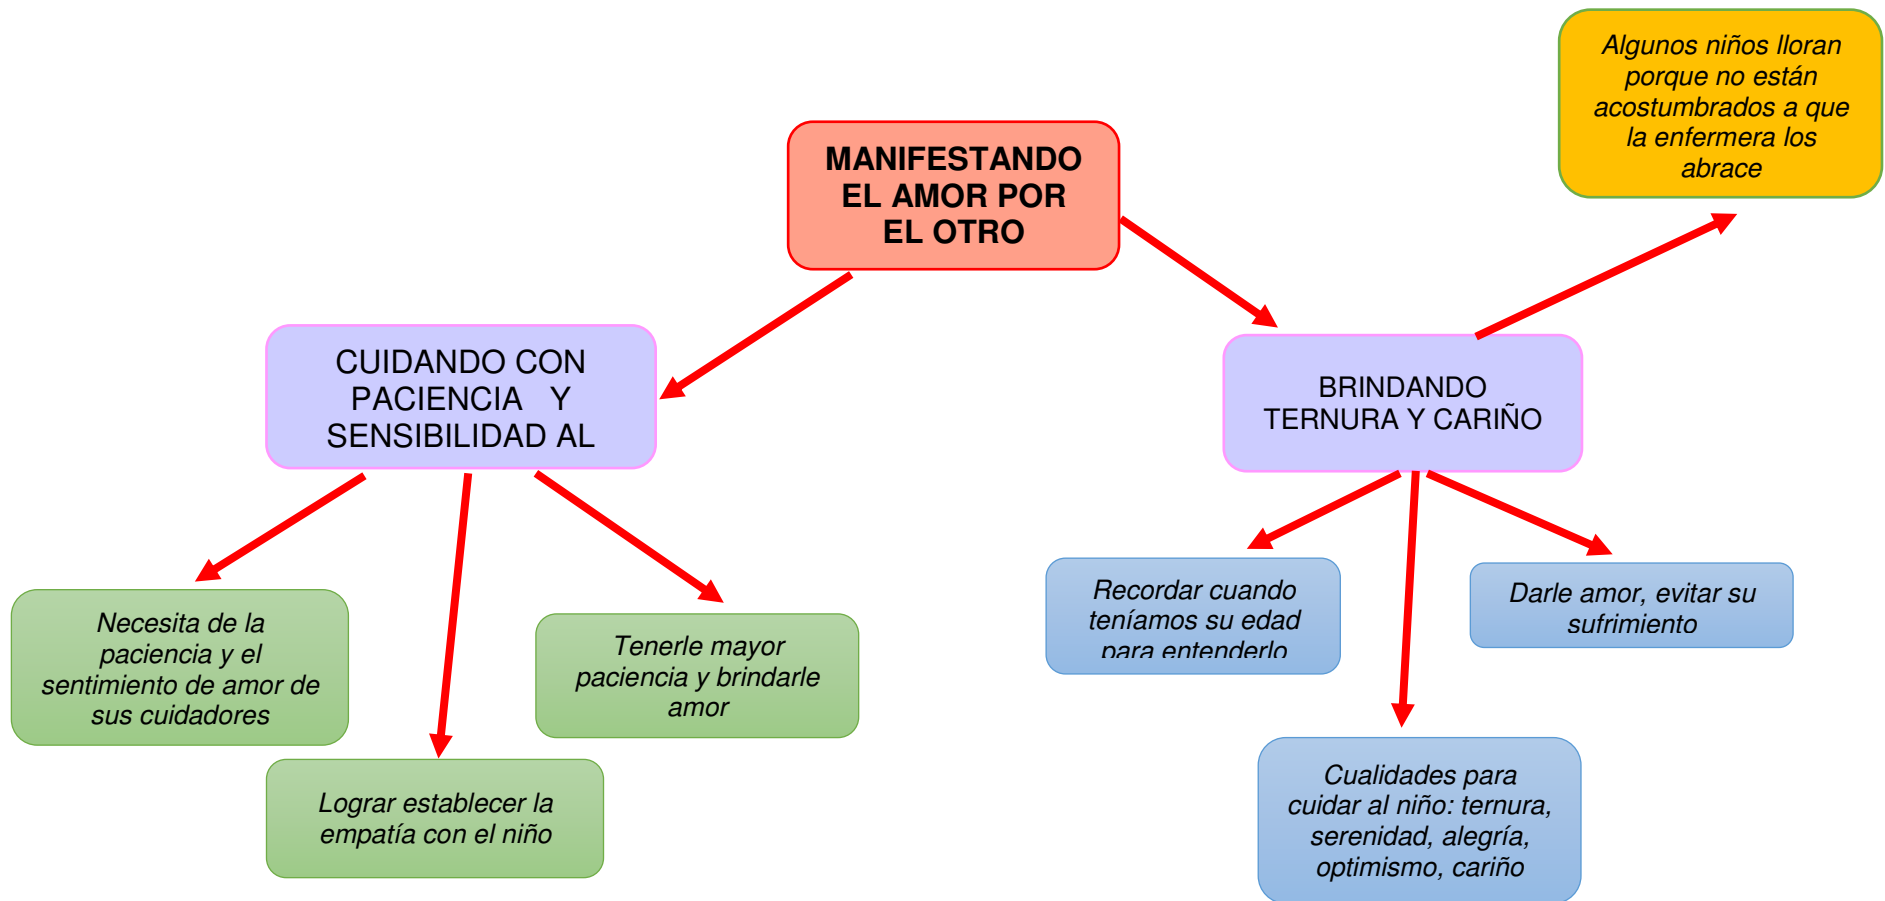 Algunos niños lloran
porque no están
acostumbrados a que
la enfermera los
abrace
MANIFESTANDO
EL AMOR POR
EL OTRO
CUIDANDO CON
PACIENCIA Y
SENSIBILIDAD AL
BRINDANDO
TERNURA Y CARIÑO
Necesita de la
paciencia y el
sentimiento de amor de
sus cuidadores
Lograr establecer la
empatía con el niño
Tenerle mayor
paciencia y brindarle
amor
Recordar cuando
teníamos su edad
para entenderlo
Cualidades para
cuidar al niño: ternura,
serenidad, alegría,
optimismo, cariño
Darle amor, evitar su
sufrimiento